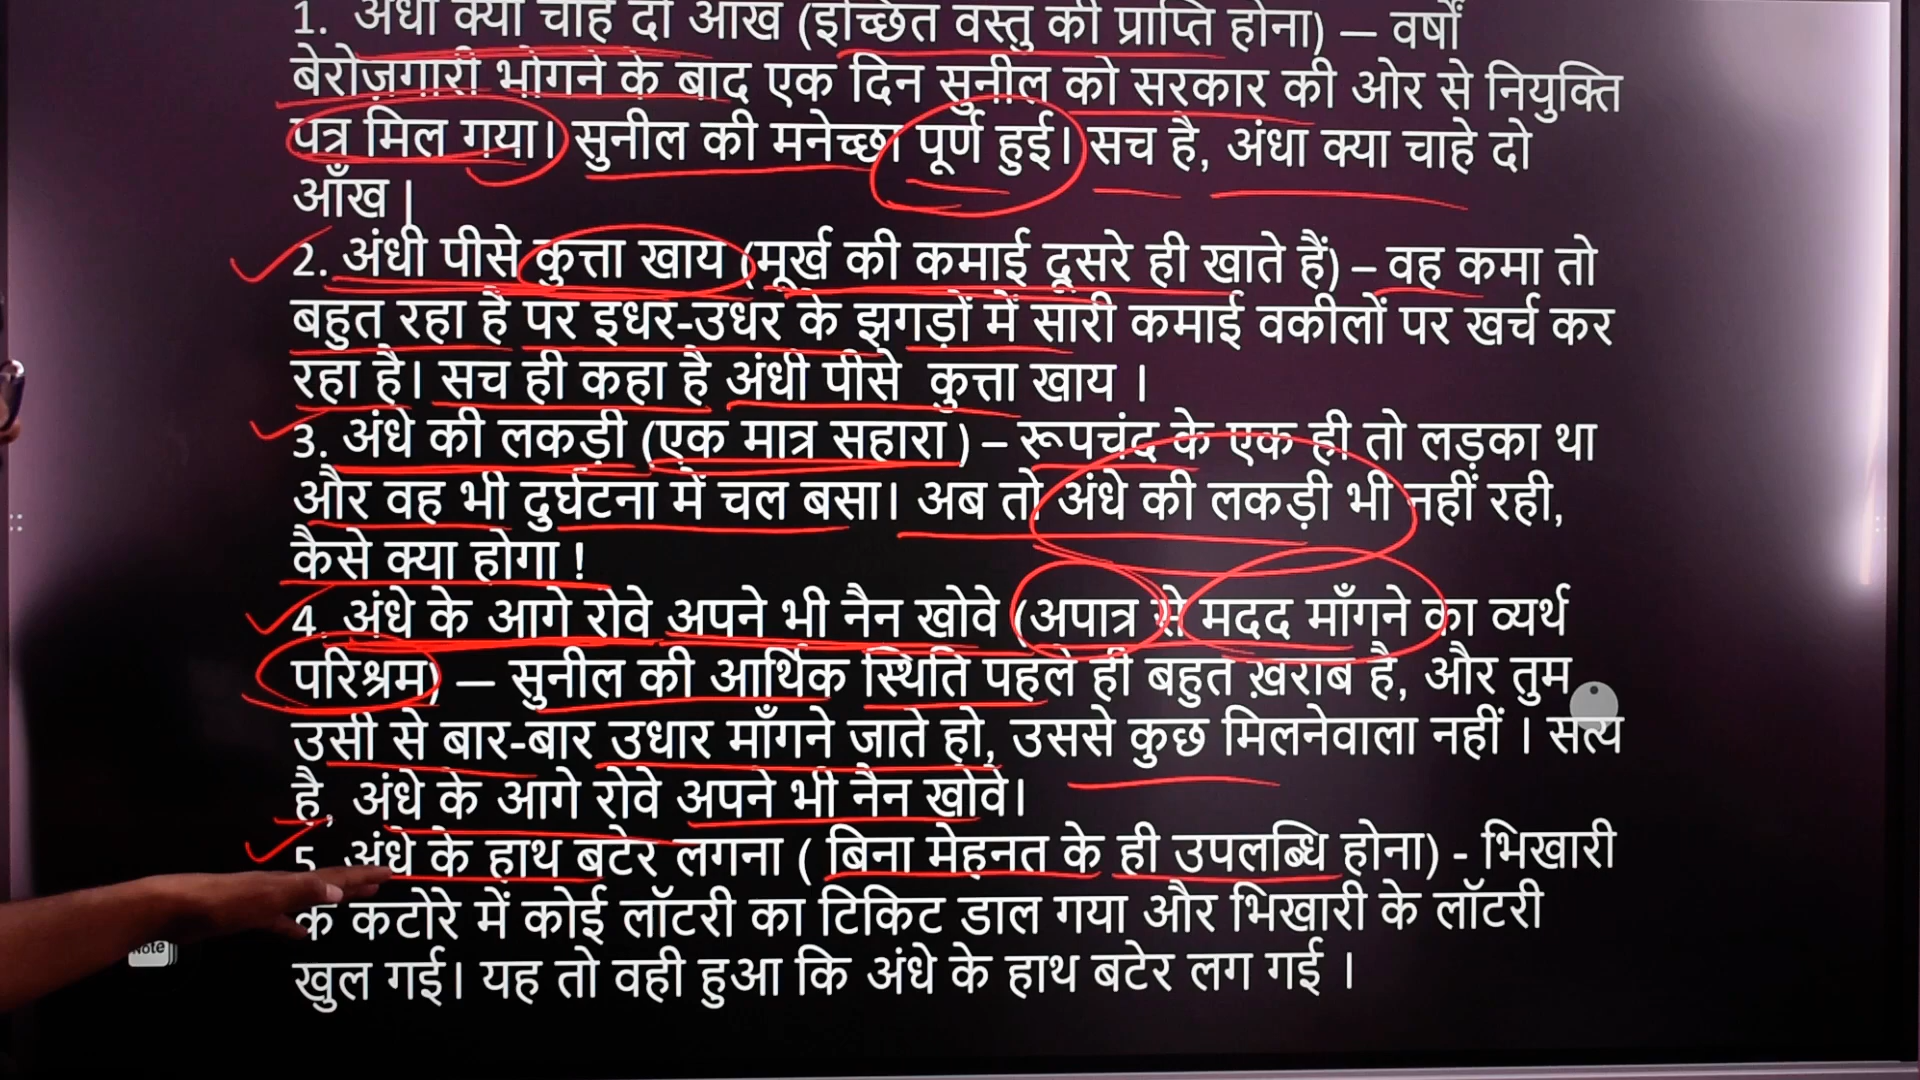 1. अंधा क्या चाहे दो आँख (इच्छित वस्तु की प्राप्ति होना) – वर्षों
बेरोज़गारी भोगने के बाद एक दिन सुनील को सरकार की ओर से नियुक्ति
पत्र मिल गया। सुनील की मनेच्छा पूर्ण हुई। सच है, अंधा क्या चाहे दो
आँख |
2. अंधी पीसे कुत्ता खाय (मूर्ख की कमाई दूसरे ही खाते हैं) – वह कमा तो
बहुत रहा है पर इधर-उधर के झगड़ों में सारी कमाई वकीलों पर खर्च कर
रहा है। सच ही कहा है अंधी पीसे कुत्ता खाय ।
3. अंधे की लकड़ी (एक मात्र सहारा ) – रूपचंद के एक ही तो लड़का था
और वह भी दुर्घटना में चल बसा। अब तो अंधे की लकड़ी भी नहीं रही,
कैसे क्या होगा !
4. अंधे के आगे रोवे अपने भी नैन खोवे (अपात्र से मदद माँगने का व्यर्थ
परिश्रम) – सुनील की आर्थिक स्थिति पहले ही बहुत ख़राब है, और तुम
उसी से बार-बार उधार माँगने जाते हो, उससे कुछ मिलनेवाला नहीं । सत्य
है, अंधे के आगे रोवे अपने भी नैन खोवे।
5. अंधे के हाथ बटेर लगना ( बिना मेहनत के ही उपलब्धि होना) - भिखारी
के कटोरे में कोई लॉटरी का टिकिट डाल गया और भिखारी के लॉटरी
Note
खुल गई। यह तो वही हुआ कि अंधे के हाथ बटेर लग गई ।